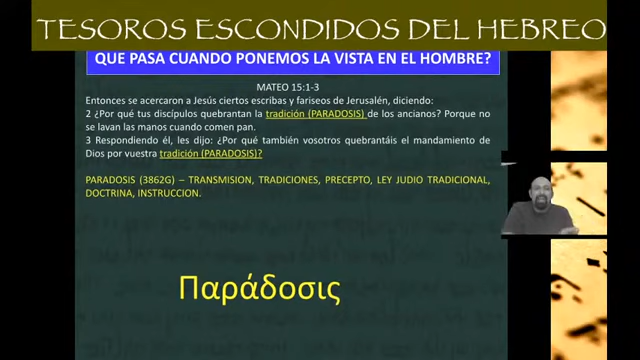 TESOROS ESCONDIDOS DEL HEBREO
QUE PASA CUANDO PONEMOS LA VISTA EN EL HOMBRE?
MATEO 15:1-3
Entonces se acercaron a Jesús ciertos escribas y fariseos de Jerusalén, diciendo:
2 ¿Por qué tus discípulos quebrantan la tradición (PARADOSIS) de los ancianos? Porque no
se lavan las manos cuando comen pan.
3 Respondiendo él, les dijo: ¿Por qué también vosotros quebrantáis el mandamiento de
Dios por vuestra tradición (PARADOSIS)?
PARADOSIS (3862G) – TRANSMISION, TRADICIONES, PRECEPTO, LEY JUDIO TRADICIONAL,
DOCTRINA, INSTRUCCION.
Παράδοσις